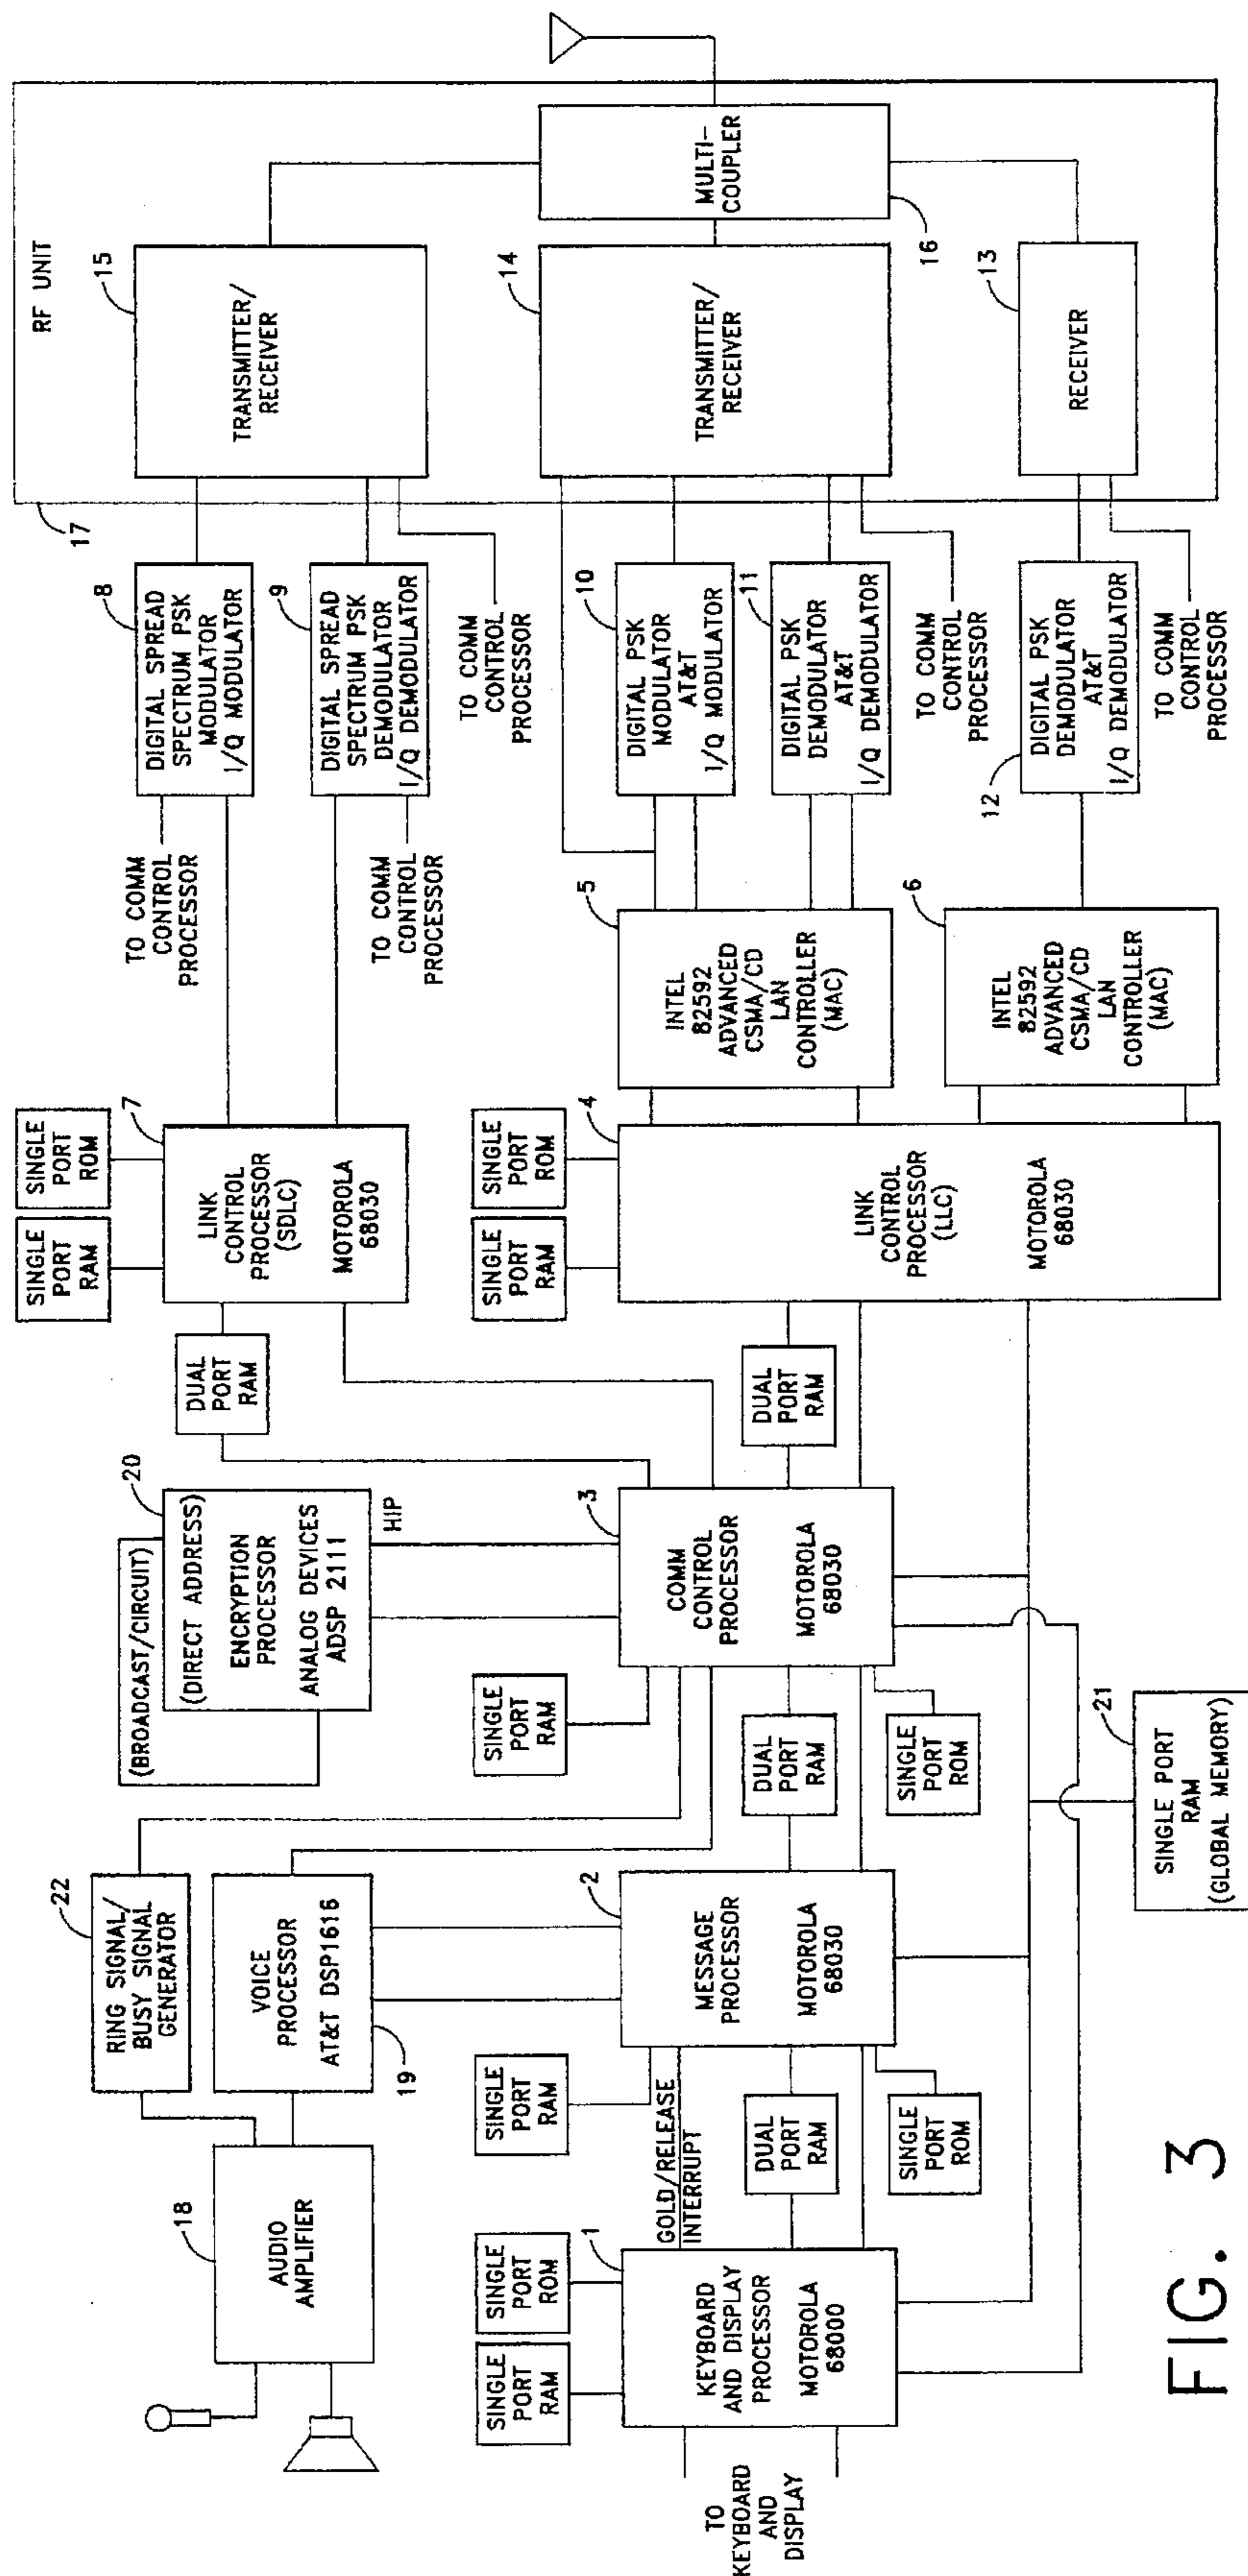 RF UNIT
17
15
TRANSMITTER/
RECEIVER
14
TRANSMITTER/
RECEIVER
MULTI-
COUPLER
16
13
RECEIVER
8
DIGITAL SPREAD
SPECTRUM PSK
MODULATOR
I/Q MODULATOR
TO COMM
CONTROL
PROCESSOR
9
DIGITAL SPREAD
SPECTRUM PSK
DEMODULATOR
I/Q DEMODULATOR
TO COMM
CONTROL
PROCESSOR
TO COMM
CONTROL
PROCESSOR
10
DIGITAL PSK
MODULATOR
AT&T
I/Q MODULATOR
11
DIGITAL PSK
DEMODULATOR
AT&T
I/Q DEMODULATOR
TO COMM
CONTROL
PROCESSOR
12
DIGITAL PSK
DEMODULATOR
AT&T
I/Q DEMODULATOR
TO COMM
CONTROL
PROCESSOR
5
INTEL
82592
ADVANCED
CSMA/CD
LAN
CONTROLLER
(MAC)
6
INTEL
82592
ADVANCED
CSMA/CD
LAN
CONTROLLER
(MAC)
SINGLE
PORT
RAM
SINGLE
PORT
ROM
7
LINK
CONTROL
PROCESSOR
(SDLC)
MOTOROLA
68030
SINGLE
PORT
RAM
SINGLE
PORT
ROM
4
LINK
CONTROL
PROCESSOR
(LLC)
MOTOROLA
68030
DUAL
PORT
RAM
DUAL
PORT
RAM
20
(BROADCAST/CIRCUIT)
(DIRECT ADDRESS)
ENCRYPTION
PROCESSOR
ANALOG DEVICES
ADSP 2111
HIP
3
COMM
CONTROL
PROCESSOR
MOTOROLA
68030
SINGLE
PORT
RAM
DUAL
PORT
RAM
SINGLE
PORT
ROM
21
SINGLE PORT
RAM
(GLOBAL MEMORY)
22
RING SIGNAL/
BUSY SIGNAL
GENERATOR
VOICE
PROCESSOR
AT&T DSP1616
19
2
MESSAGE
PROCESSOR
MOTOROLA
68030
SINGLE
PORT
RAM
GOLD/RELEASE
INTERRUPT
DUAL
PORT
RAM
SINGLE
PORT
ROM
18
AUDIO
AMPLIFIER
SINGLE
PORT
RAM
SINGLE
PORT
ROM
1
KEYBOARD
AND DISPLAY
PROCESSOR
MOTOROLA
68000
TO
KEYBOARD
AND
DISPLAY
FIG. 3